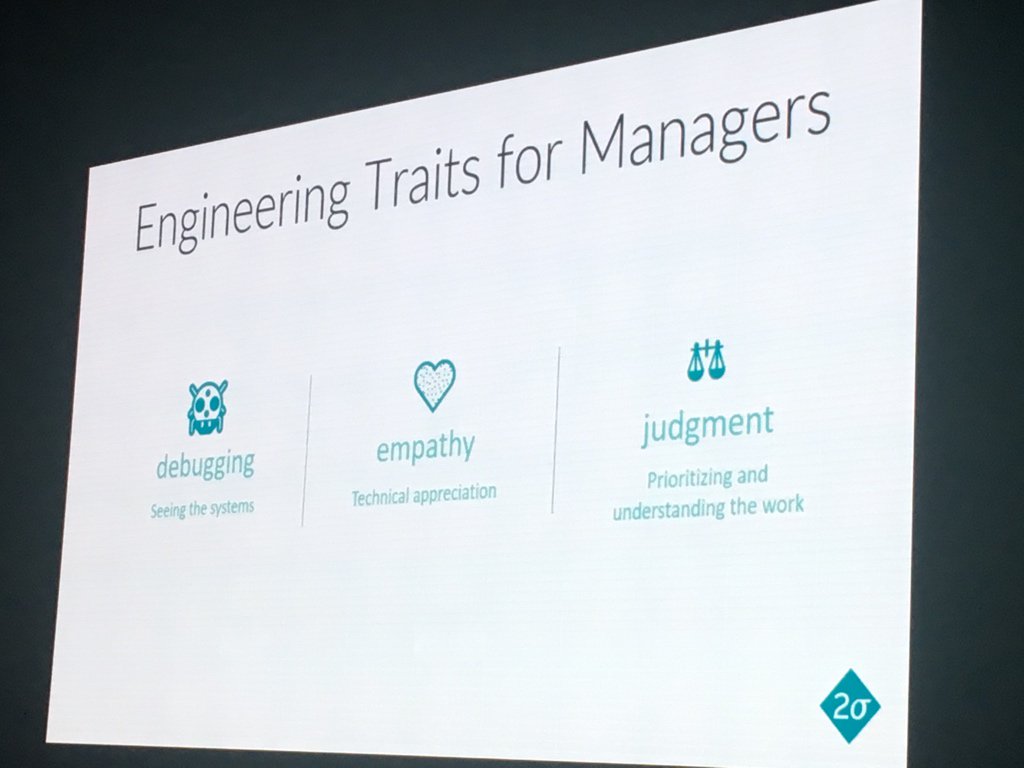 Engineering Traits for Managers
debugging
Seeing the systems
empathy
Technical appreciation
judgment
Prioritizing and
understanding the work
2σ